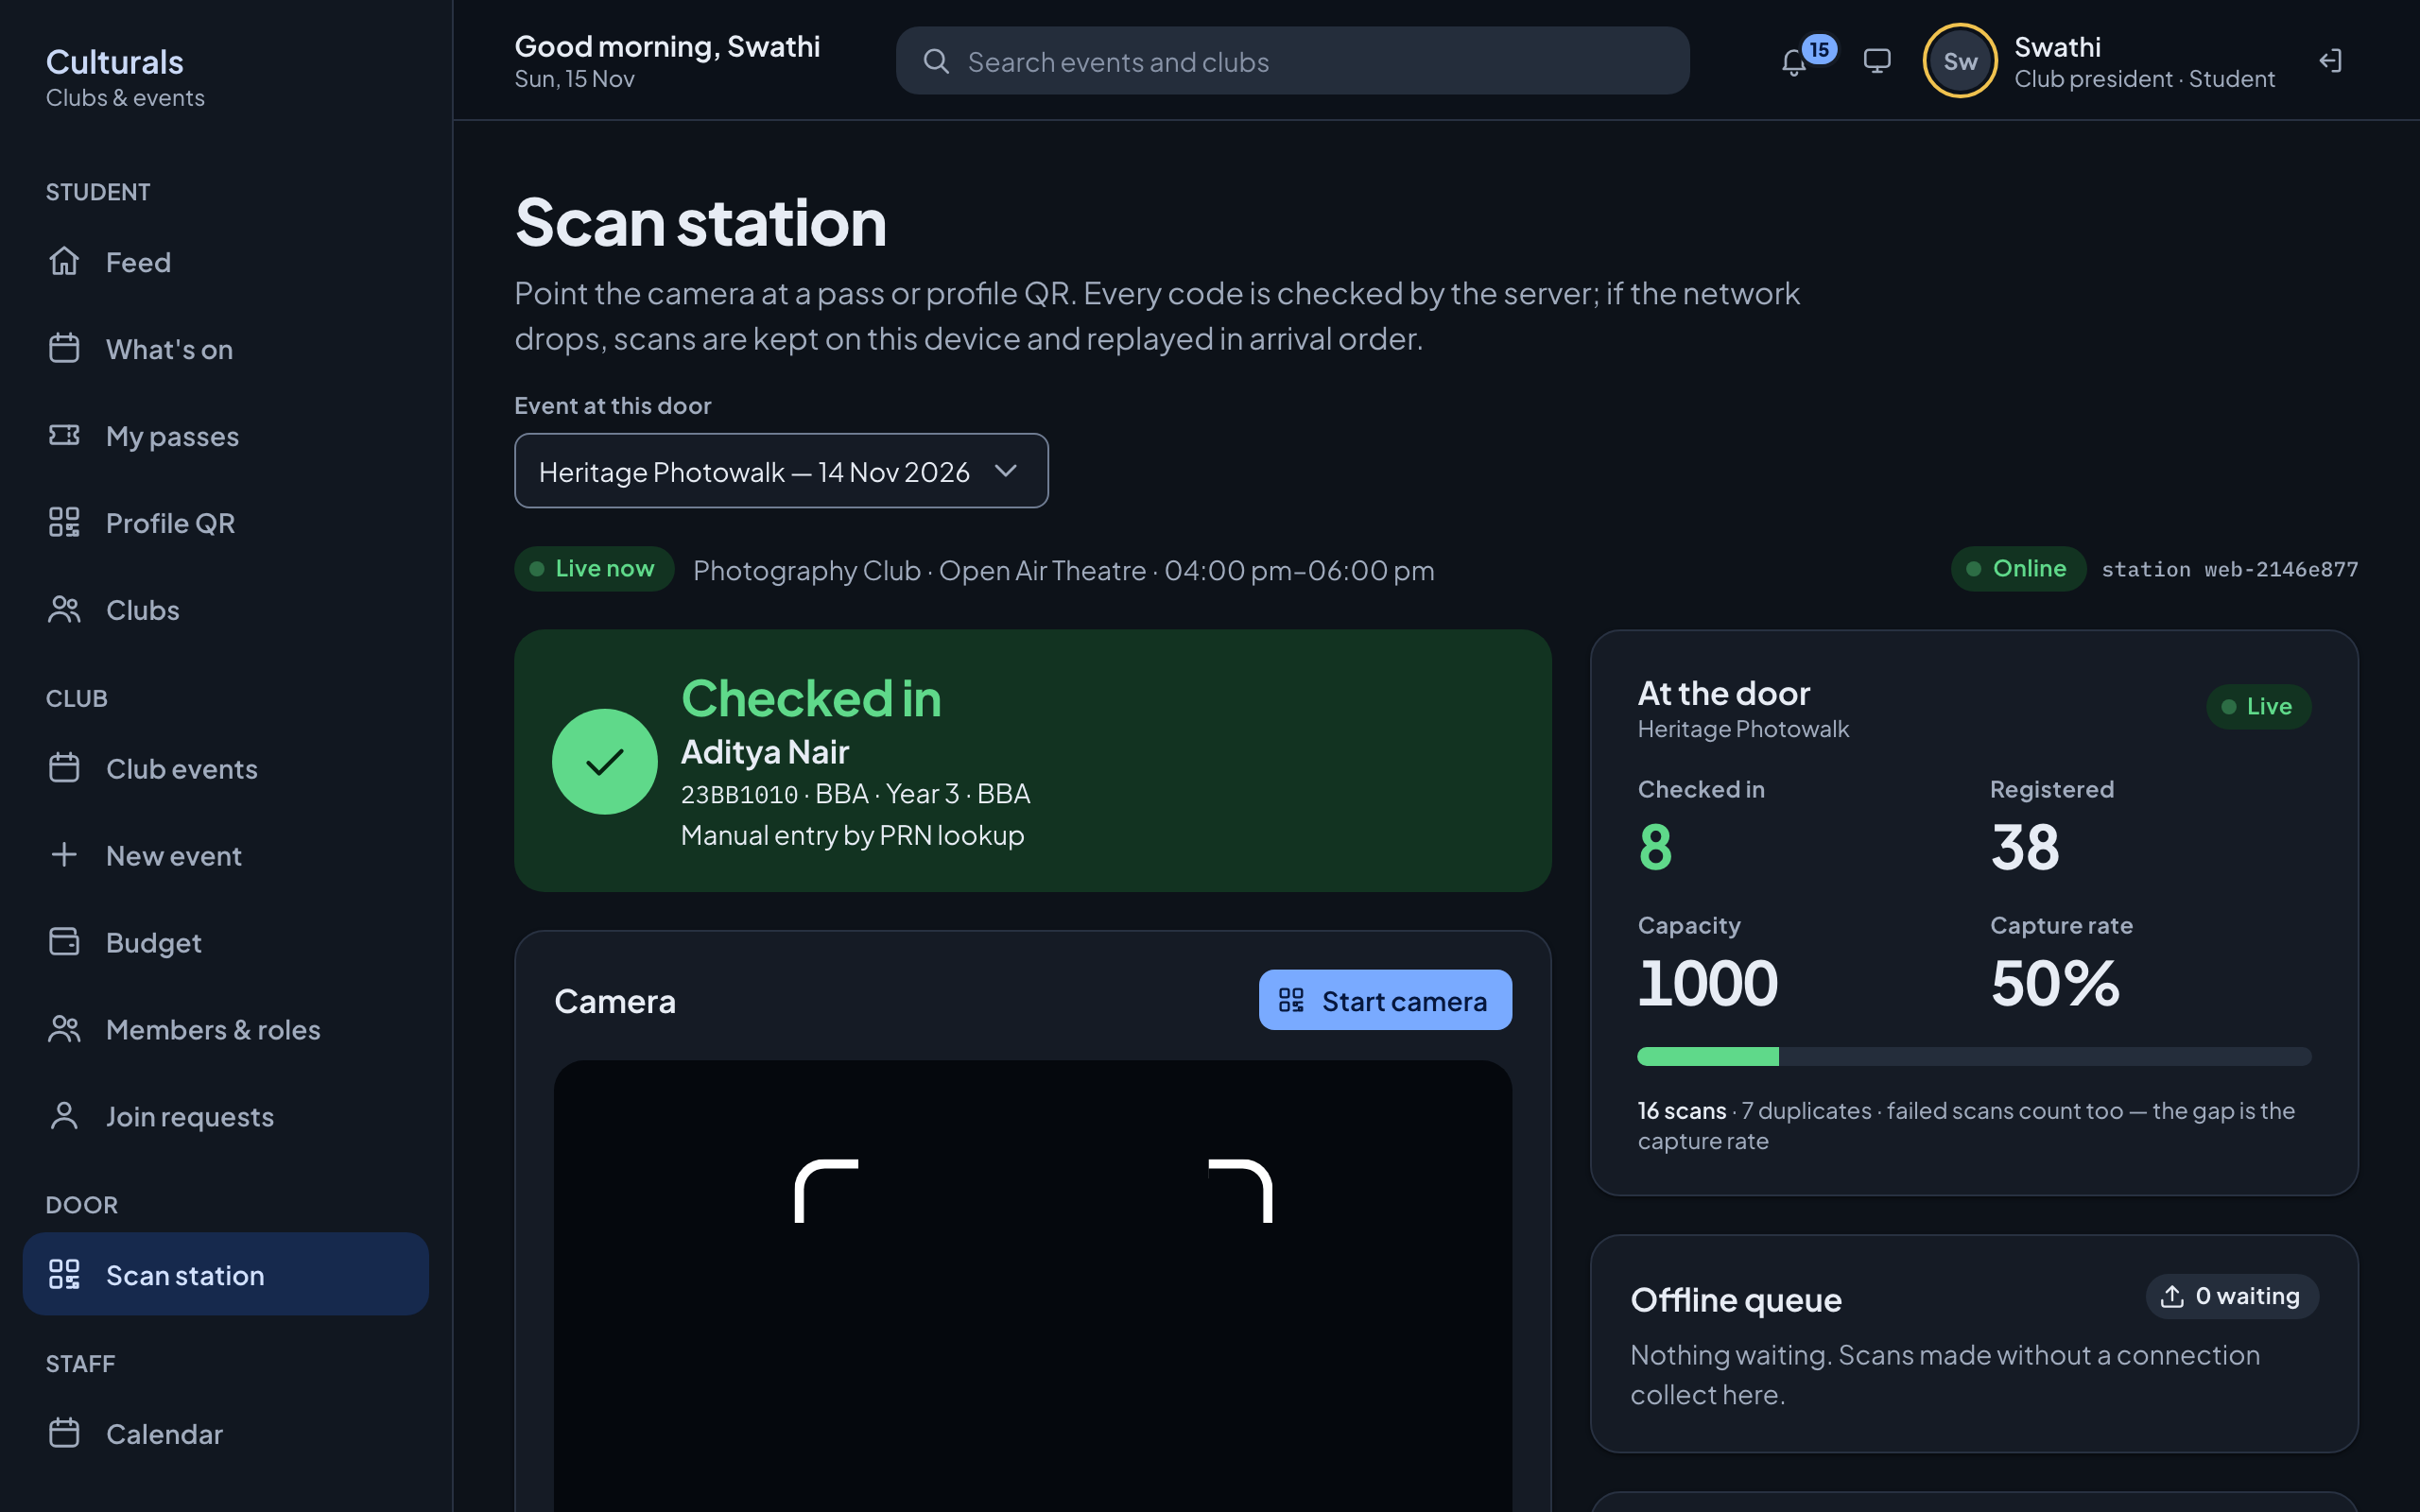 Culturals
Clubs & events
STUDENT
Feed
What's on
My passes
Profile QR
Clubs
CLUB
Club events
New event
Budget
Members & roles
Join requests
DOOR
Scan station
STAFF
Calendar
Good morning, Swathi
Sun, 15 Nov
Search events and clubs
15
Sw
Swathi
Club president · Student
Scan station
Point the camera at a pass or profile QR. Every code is checked by the server; if the network
drops, scans are kept on this device and replayed in arrival order.
Event at this door
Heritage Photowalk — 14 Nov 2026
Live now
Photography Club · Open Air Theatre · 04:00 pm–06:00 pm
Online
station web-2146e877
Checked in
Aditya Nair
23BB1010 · BBA · Year 3 · BBA
Manual entry by PRN lookup
Camera
Start camera
At the door
Heritage Photowalk
Live
Checked in
Registered
8
38
Capacity
Capture rate
1000
50%
16 scans · 7 duplicates · failed scans count too — the gap is the
capture rate
Offline queue
0 waiting
Nothing waiting. Scans made without a connection
collect here.